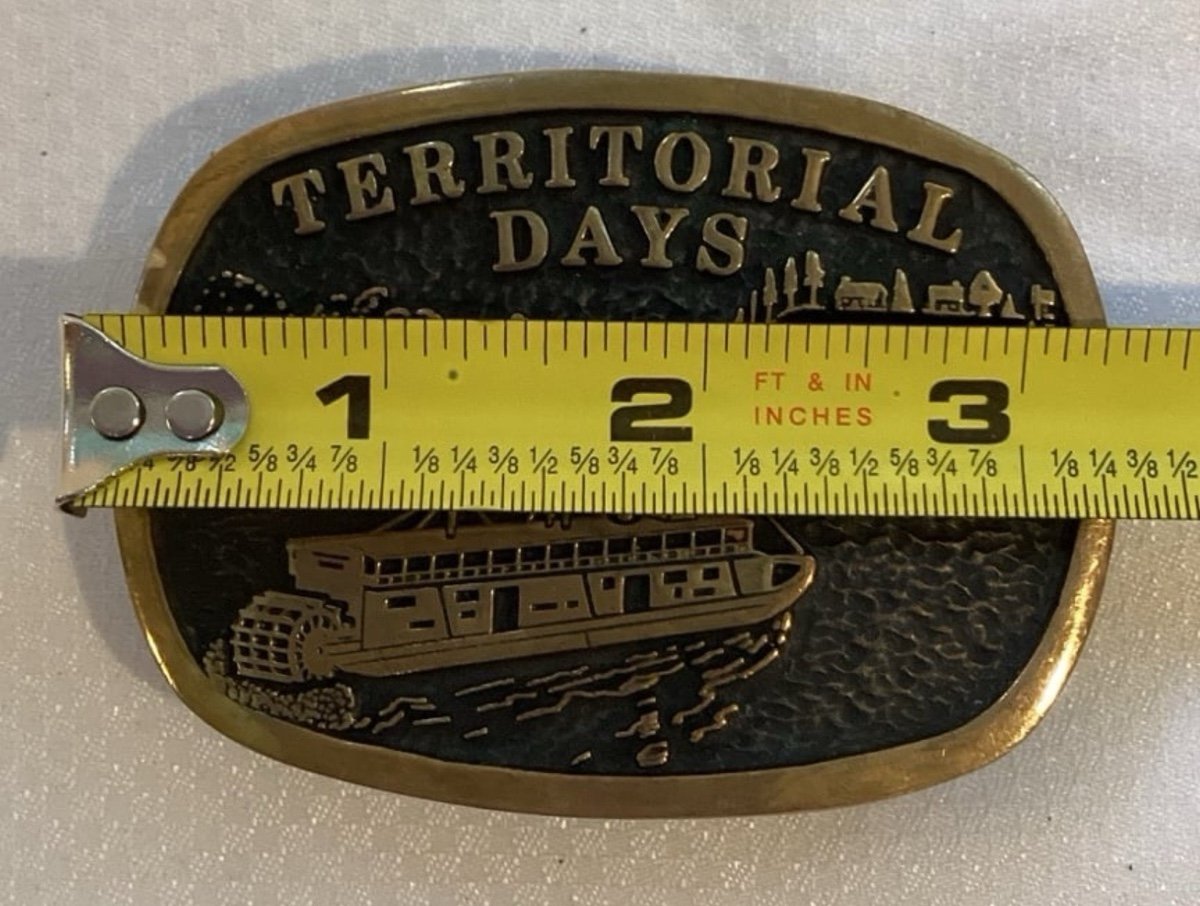 TERRITORIAL
DAYS
1 2 3
FT & IN
INCHES
5/8 3/4 7/8 1/8 1/4 3/8 1/2 5/8 3/4 7/8 1/8 1/4 3/8 1/2 5/8 3/4 7/8 1/8 1/4 3/8 1/2